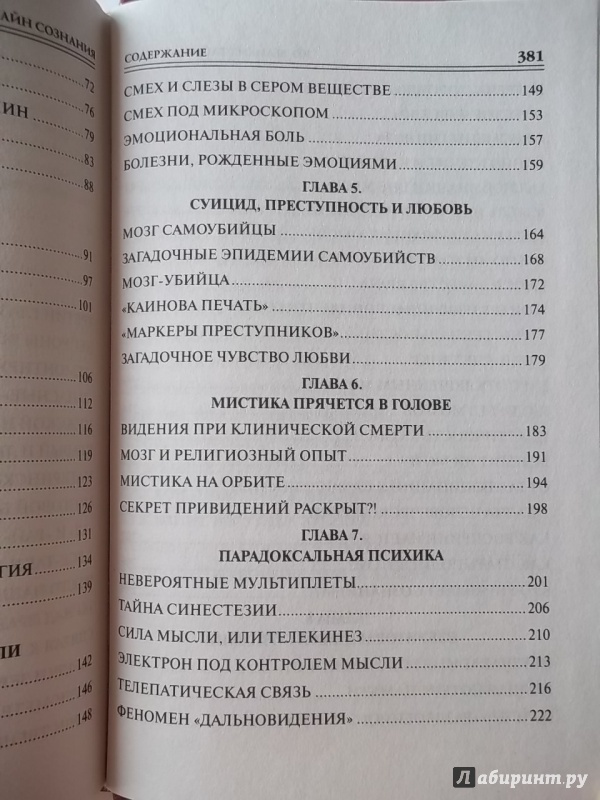 АЙН СОЗНАНИЯ
72
76
ИН
79
83
88
91
97
101
106
112
116
119
123
126
131
134
ГИЯ
139
ЛИ
142
146
148
СОДЕРЖАНИЕ 381
СМЕХ И СЛЕЗЫ В СЕРОМ ВЕЩЕСТВЕ 149
СМЕХ ПОД МИКРОСКОПОМ 153
ЭМОЦИОНАЛЬНАЯ БОЛЬ 157
БОЛЕЗНИ, РОЖДЕННЫЕ ЭМОЦИЯМИ 159
ГЛАВА 5.
СУИЦИД, ПРЕСТУПНОСТЬ И ЛЮБОВЬ
МОЗГ САМОУБИЙЦЫ 164
ЗАГАДОЧНЫЕ ЭПИДЕМИИ САМОУБИЙСТВ 168
МОЗГ-УБИЙЦА 172
«КАИНОВА ПЕЧАТЬ» 174
«МАРКЕРЫ ПРЕСТУПНИКОВ» 177
ЗАГАДОЧНОЕ ЧУВСТВО ЛЮБВИ 179
ГЛАВА 6.
МИСТИКА ПРЯЧЕТСЯ В ГОЛОВЕ
ВИДЕНИЯ ПРИ КЛИНИЧЕСКОЙ СМЕРТИ 183
МОЗГ И РЕЛИГИОЗНЫЙ ОПЫТ 191
МИСТИКА НА ОРБИТЕ 194
СЕКРЕТ ПРИВИДЕНИЙ РАСКРЫТ?! 198
ГЛАВА 7.
ПАРАДОКСАЛЬНАЯ ПСИХИКА
НЕВЕРОЯТНЫЕ МУЛЬТИПЛЕТЫ 201
ТАЙНА СИНЕСТЕЗИИ 206
СИЛА МЫСЛИ, ИЛИ ТЕЛЕКИНЕЗ 210
ЭЛЕКТРОН ПОД КОНТРОЛЕМ МЫСЛИ 213
ТЕЛЕПАТИЧЕСКАЯ СВЯЗЬ 216
ФЕНОМЕН «ДАЛЬНОВИДЕНИЯ» 222
Лабиринт.ру